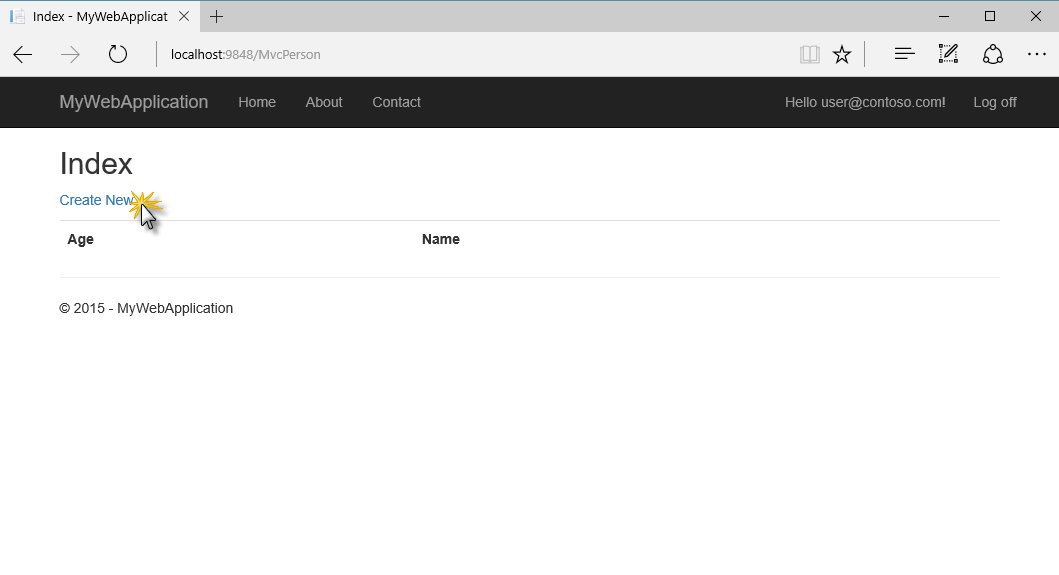 Index - MyWebApplicat
localhost:9848/MvcPerson
MyWebApplication Home About Contact Hello user@contoso.com! Log off
Index
Create New
Age Name
© 2015 - MyWebApplication